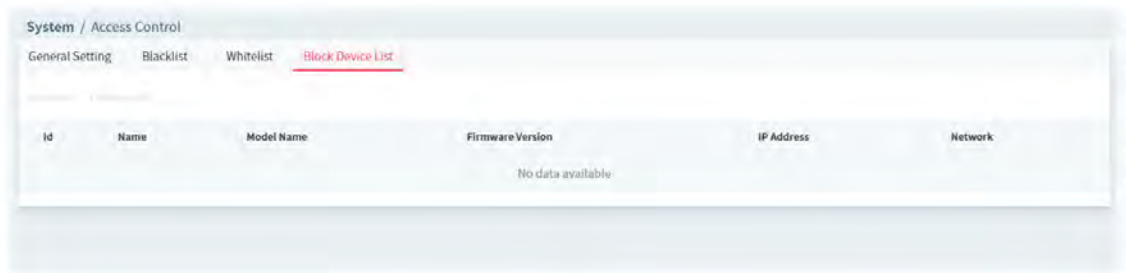 System / Access Control
General Setting Blacklist Whitelist Block Device List
Id Name Model Name Firmware Version IP Address Network
No data available